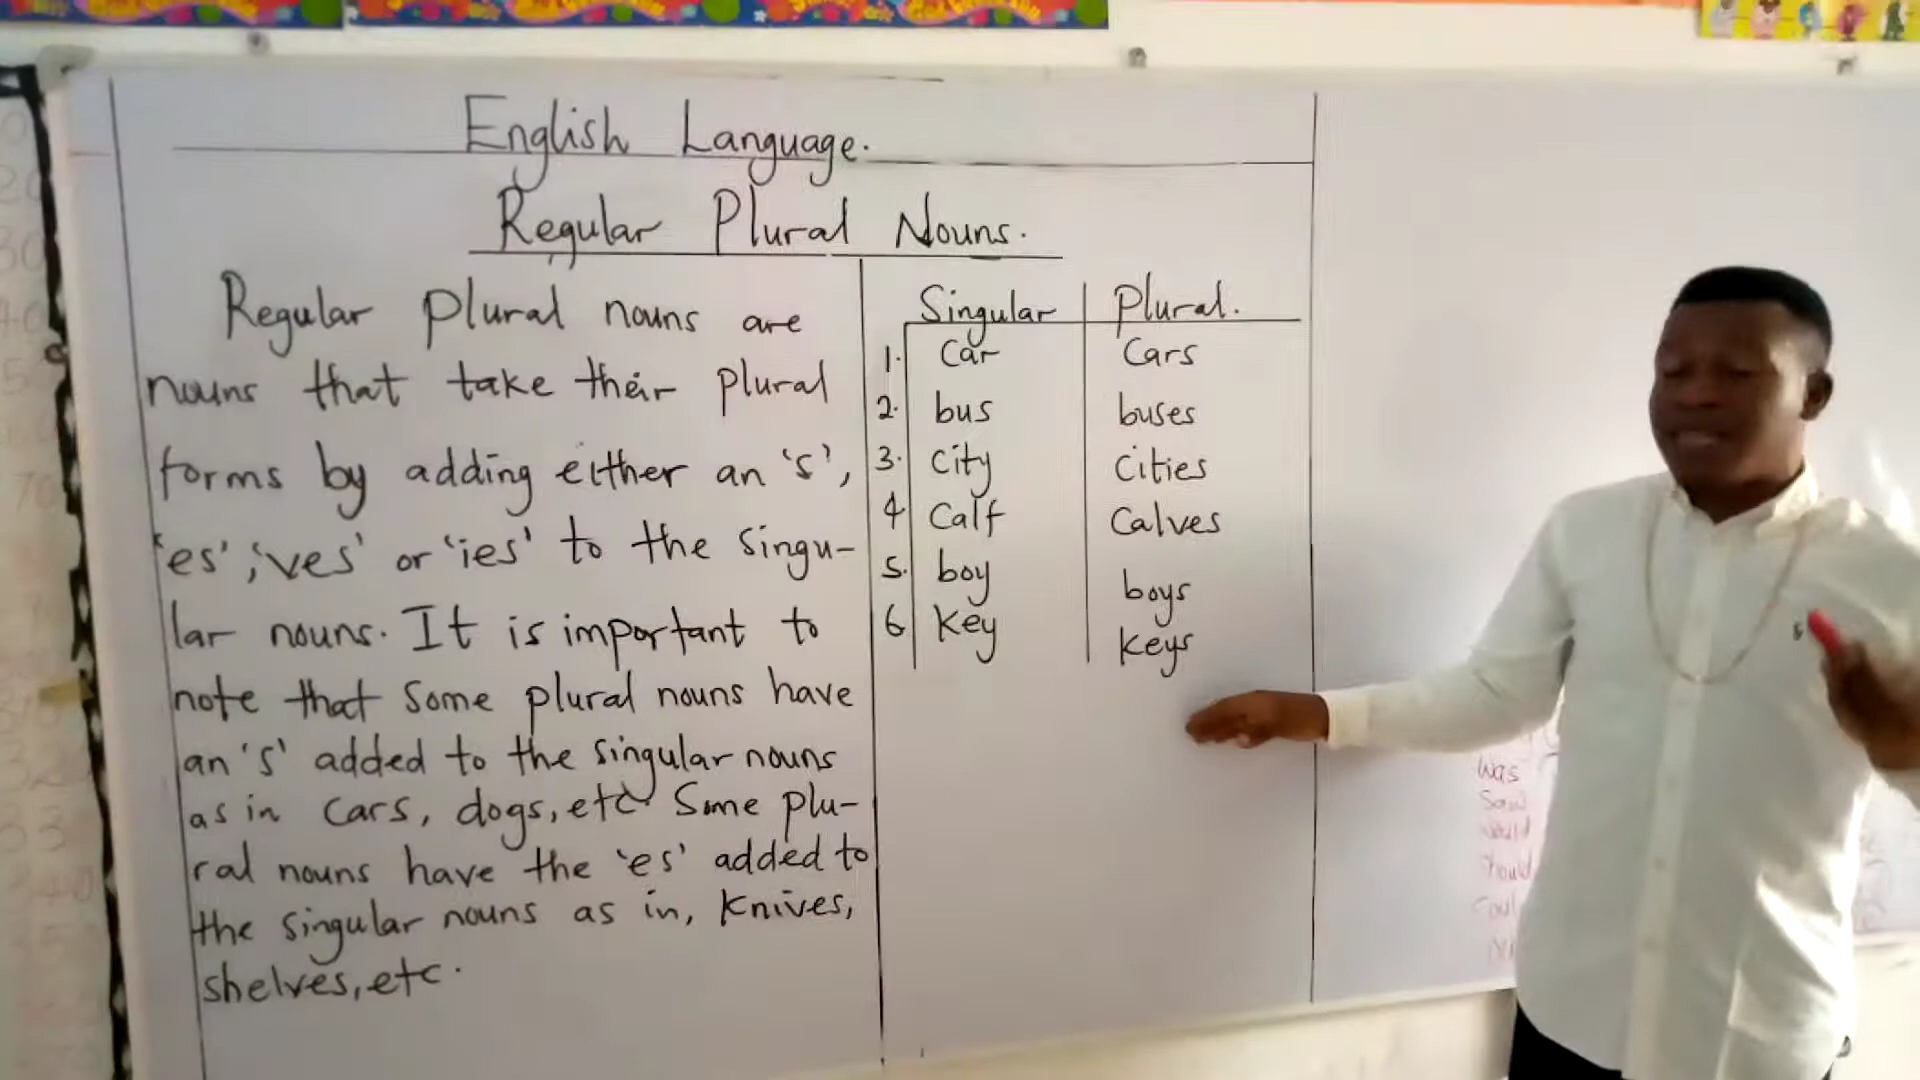 English Language.
Regular Plural Nouns.
Regular plural nouns are
nouns that take their plural
forms by adding either an 's',
'es', 'ves' or 'ies' to the singu-
lar nouns. It is important to
note that some plural nouns have
an 's' added to the singular nouns
as in cars, dogs, etc. Some plu-
ral nouns have the 'es' added to
the singular nouns as in, knives,
shelves, etc.
Singular Plural.
1. Car Cars
2. bus buses
3. City Cities
4 Calf Calves
5. boy boys
6 Key Keys
was
Saw
would